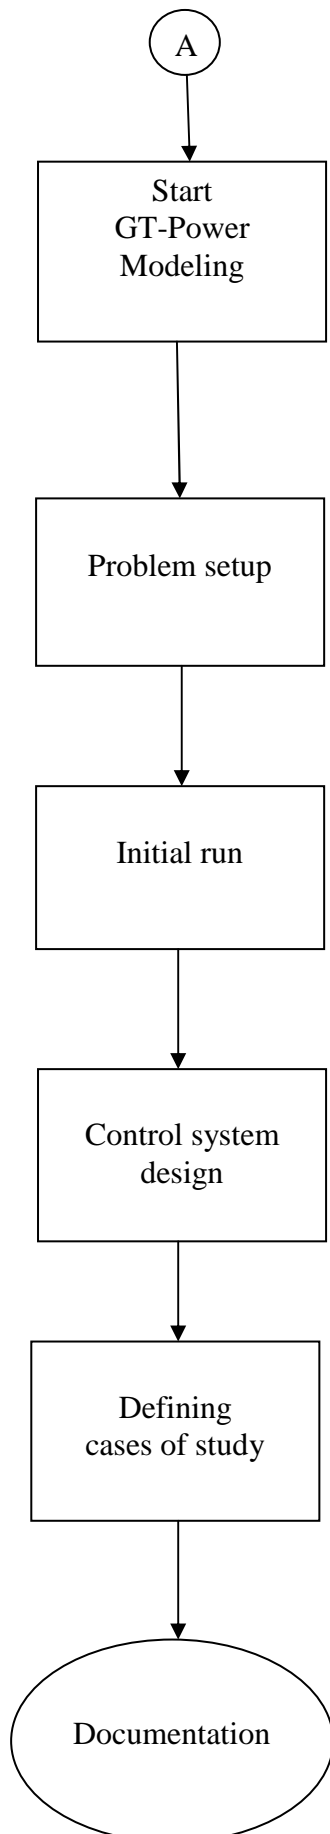 A
Start
GT-Power
Modeling
Problem setup
Initial run
Control system
design
Defining
cases of study
Documentation